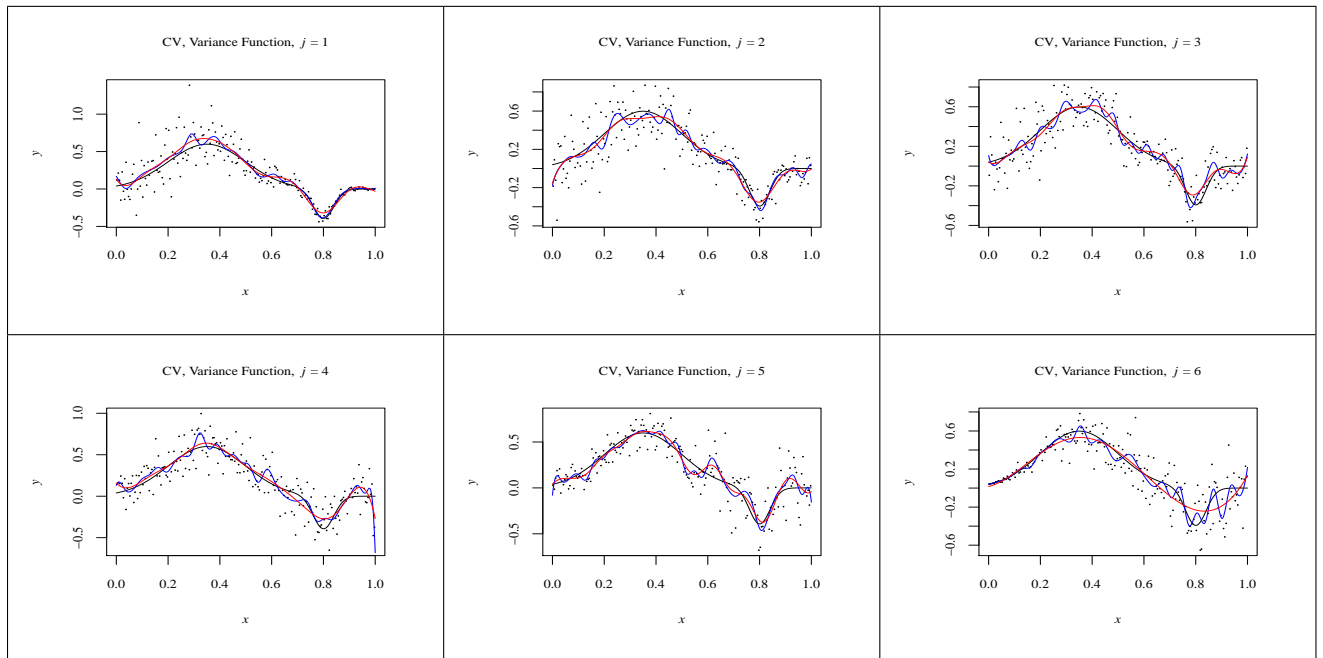 CV, Variance Function, j = 1
y
−0.5 0.0 0.5 1.0
0.0 0.2 0.4 0.6 0.8 1.0
x
CV, Variance Function, j = 2
y
−0.6 −0.2 0.2 0.6
0.0 0.2 0.4 0.6 0.8 1.0
x
CV, Variance Function, j = 3
y
−0.6 −0.2 0.2 0.6
0.0 0.2 0.4 0.6 0.8 1.0
x
CV, Variance Function, j = 4
y
−0.5 0.0 0.5 1.0
0.0 0.2 0.4 0.6 0.8 1.0
x
CV, Variance Function, j = 5
y
−0.5 0.0 0.5
0.0 0.2 0.4 0.6 0.8 1.0
x
CV, Variance Function, j = 6
y
−0.6 −0.2 0.2 0.6
0.0 0.2 0.4 0.6 0.8 1.0
x